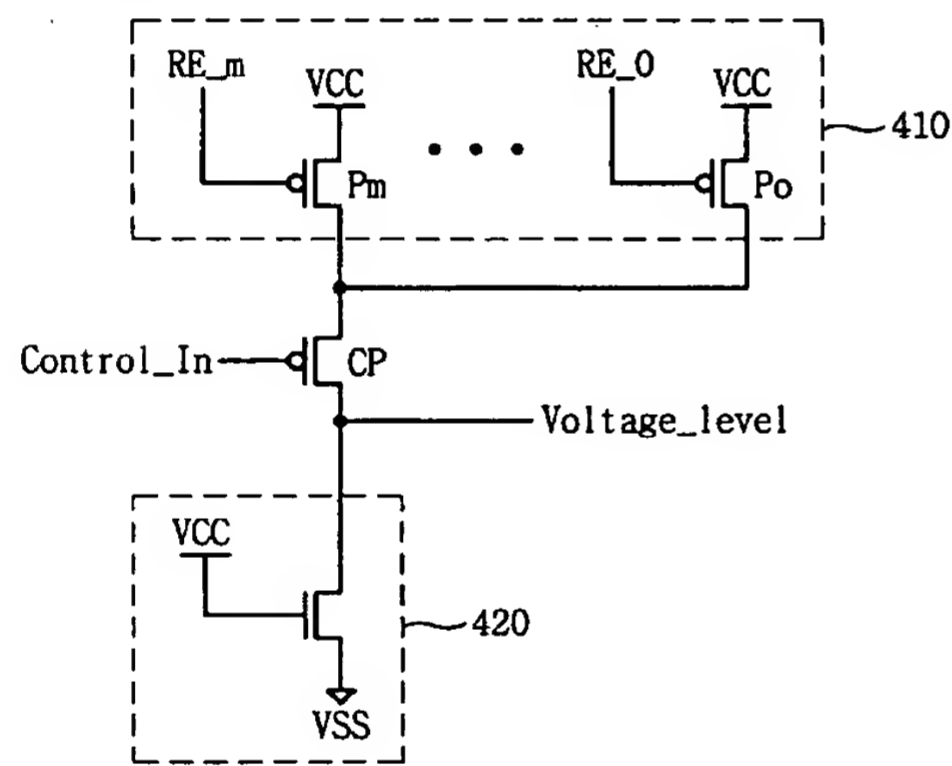 RE_m
VCC
RE_0
VCC
410
Pm
Po
Control_In
CP
Voltage_level
VCC
420
VSS